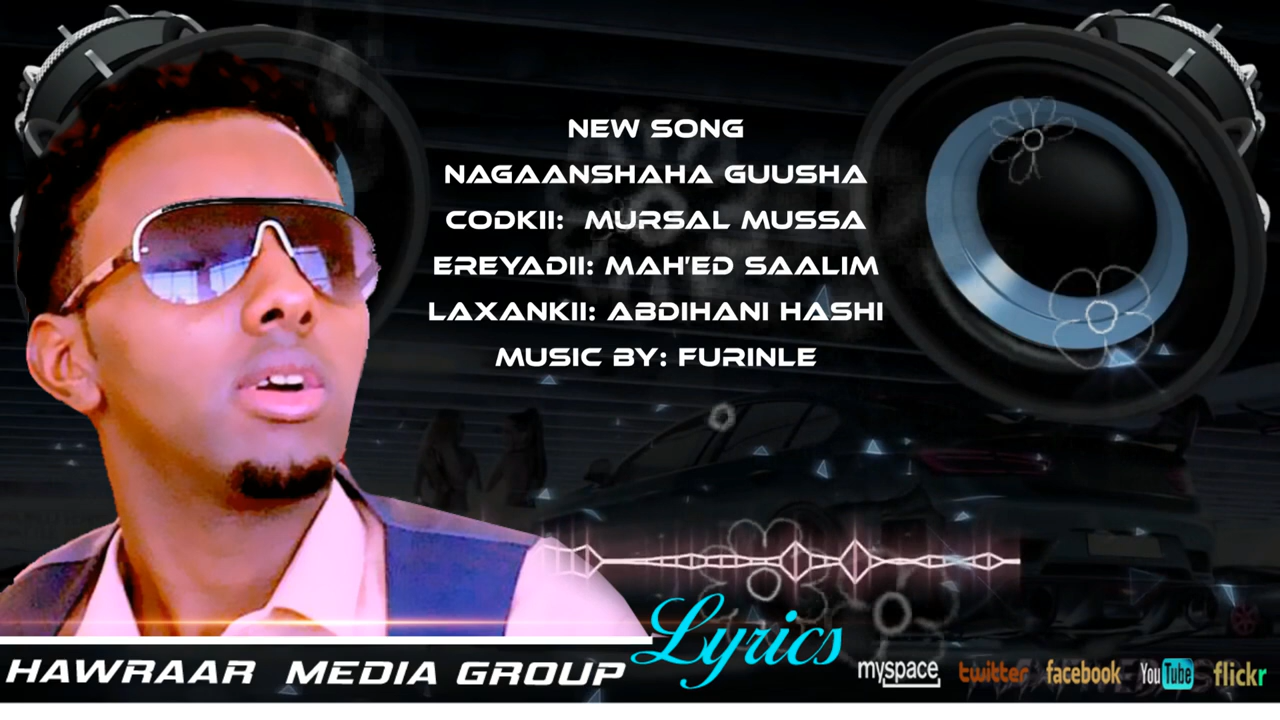 NEW SONG
NAGAANSHAHA GUUSHA
CODKII: MURSAL MUSSA
EREYADII: MAH'ED SAALIM
LAXANKII: ABDIHANI HASHI
MUSIC BY: FURINLE
Lyrics
HAWRAAR MEDIA GROUP
myspace twitter facebook YouTube flickr